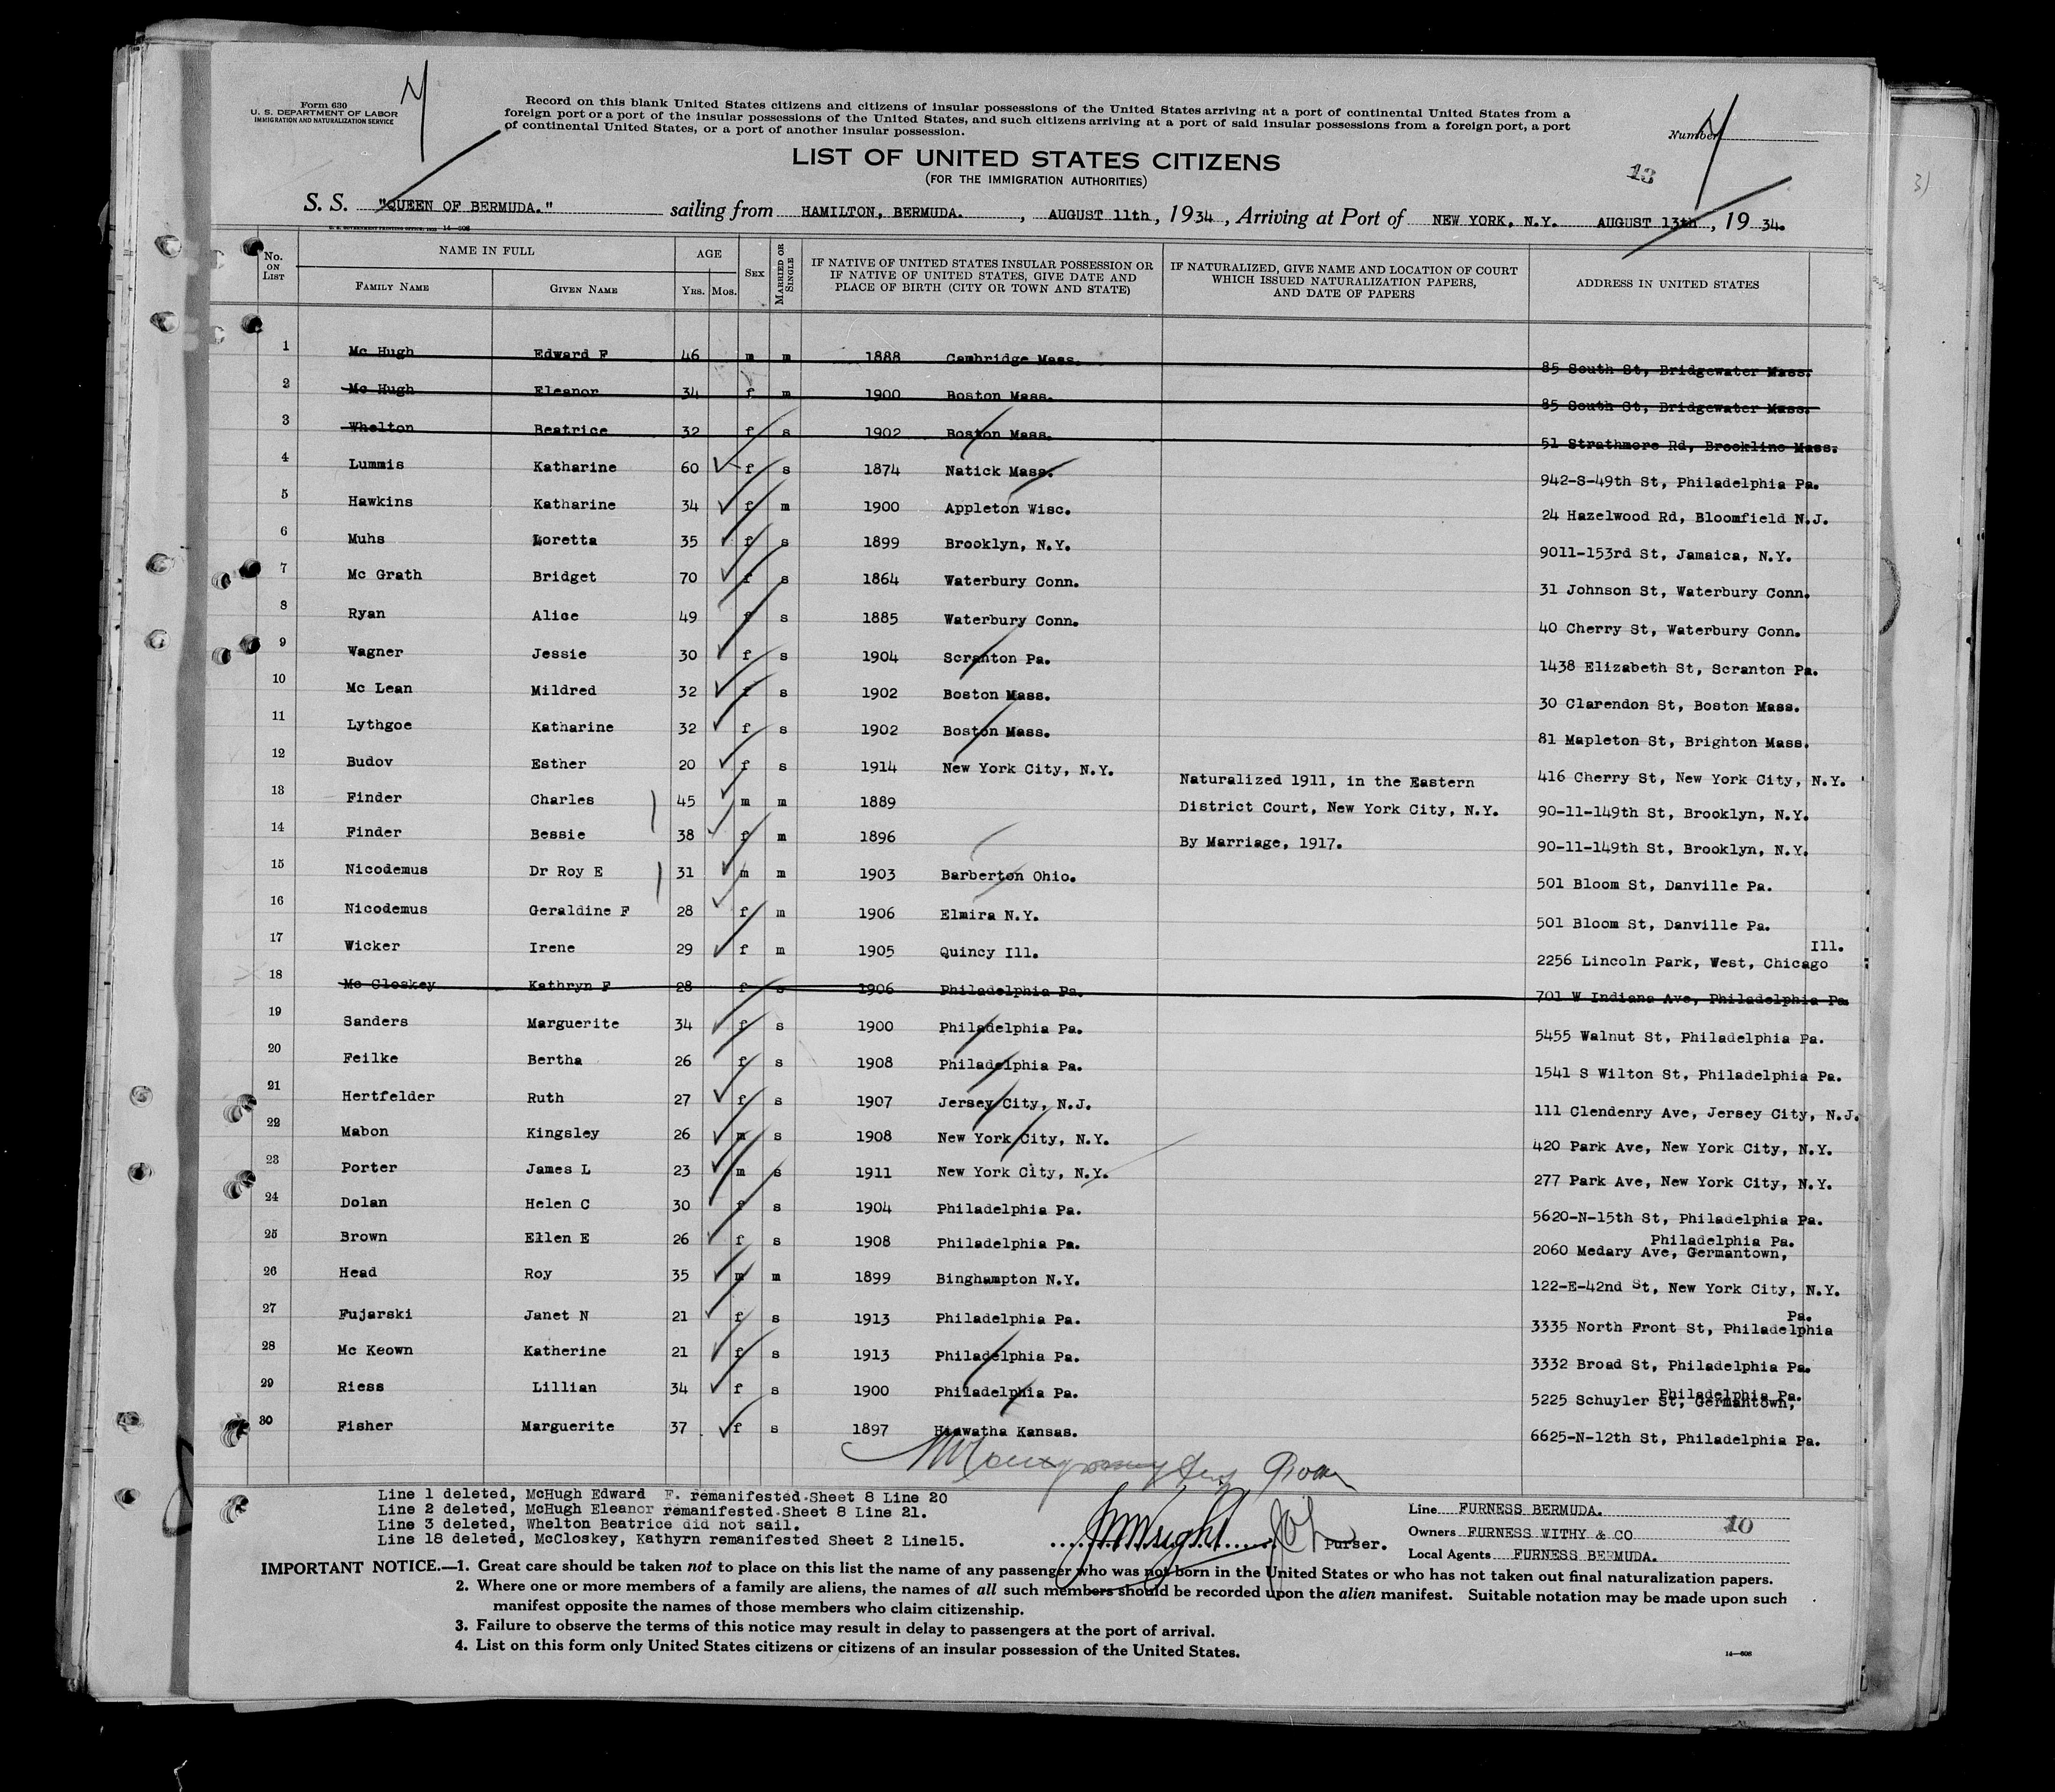 Form 630
U. S. DEPARTMENT OF LABOR
IMMIGRATION AND NATURALIZATION SERVICE
Record on this blank United States citizens and citizens of insular possessions of the United States arriving at a port of continental United States from a
foreign port or a port of the insular possessions of the United States, and such citizens arriving at a port of said insular possessions from a foreign port, a port
of continental United States, or a port of another insular possession.
Number
LIST OF UNITED STATES CITIZENS
(FOR THE IMMIGRATION AUTHORITIES)
13
S. S. "QUEEN OF BERMUDA." sailing from HAMILTON, BERMUDA. , AUGUST 11th , 1934 , Arriving at Port of NEW YORK, N.Y. AUGUST 13th , 1934.
U. S. GOVERNMENT PRINTING OFFICE 14—608
No. ON LIST NAME IN FULL FAMILY NAME GIVEN NAME AGE YRS. MOS. SEX MARRIED OR SINGLE IF NATIVE OF UNITED STATES INSULAR POSSESSION OR IF NATIVE OF UNITED STATES, GIVE DATE AND PLACE OF BIRTH (CITY OR TOWN AND STATE) IF NATURALIZED, GIVE NAME AND LOCATION OF COURT WHICH ISSUED NATURALIZATION PAPERS, AND DATE OF PAPERS ADDRESS IN UNITED STATES
1 Mc Hugh Edward F 46 m m 1888 Cambridge Mass. 85 South St, Bridgewater Mass.
2 Mc Hugh Eleanor 34 f m 1900 Boston Mass. 85 South St, Bridgewater Mass.
3 Whelton Beatrice 32 f s 1902 Boston Mass. 51 Strathmore Rd, Brookline Mass.
4 Lummis Katharine 60 f s 1874 Natick Mass. 942-S-49th St, Philadelphia Pa.
5 Hawkins Katharine 34 f m 1900 Appleton Wisc. 24 Hazelwood Rd, Bloomfield N.J.
6 Muhs Loretta 35 f s 1899 Brooklyn, N.Y. 9011-153rd St, Jamaica, N.Y.
7 Mc Grath Bridget 70 f s 1864 Waterbury Conn. 31 Johnson St, Waterbury Conn.
8 Ryan Alice 49 f s 1885 Waterbury Conn. 40 Cherry St, Waterbury Conn.
9 Wagner Jessie 30 f s 1904 Scranton Pa. 1438 Elizabeth St, Scranton Pa.
10 Mc Lean Mildred 32 f s 1902 Boston Mass. 30 Clarendon St, Boston Mass.
11 Lythgoe Katharine 32 f s 1902 Boston Mass. 81 Mapleton St, Brighton Mass.
12 Budov Esther 20 f s 1914 New York City, N.Y. 416 Cherry St, New York City, N.Y.
13 Finder Charles 45 m m 1889 Naturalized 1911, in the Eastern District Court, New York City, N.Y. 90-11-149th St, Brooklyn, N.Y.
14 Finder Bessie 38 f m 1896 By Marriage, 1917. 90-11-149th St, Brooklyn, N.Y.
15 Nicodemus Dr Roy E 31 m m 1903 Barberton Ohio. 501 Bloom St, Danville Pa.
16 Nicodemus Geraldine F 28 f m 1906 Elmira N.Y. 501 Bloom St, Danville Pa.
17 Wicker Irene 29 f m 1905 Quincy Ill. 2256 Lincoln Park, West, Chicago Ill.
18 Mc Closkey Kathryn F 28 f s 1906 Philadelphia Pa. 701 W Indiana Ave, Philadelphia Pa.
19 Sanders Marguerite 34 f s 1900 Philadelphia Pa. 5455 Walnut St, Philadelphia Pa.
20 Feilke Bertha 26 f s 1908 Philadelphia Pa. 1541 S Wilton St, Philadelphia Pa.
21 Hertfelder Ruth 27 f s 1907 Jersey City, N.J. 111 Clendenry Ave, Jersey City, N.J.
22 Mabon Kingsley 26 m s 1908 New York City, N.Y. 420 Park Ave, New York City, N.Y.
23 Porter James L 23 m s 1911 New York City, N.Y. 277 Park Ave, New York City, N.Y.
24 Dolan Helen C 30 f s 1904 Philadelphia Pa. 5620-N-15th St, Philadelphia Pa.
25 Brown Ellen E 26 f s 1908 Philadelphia Pa. 2060 Medary Ave, Germantown, Philadelphia Pa.
26 Head Roy 35 m m 1899 Binghampton N.Y. 122-E-42nd St, New York City, N.Y.
27 Fujarski Janet N 21 f s 1913 Philadelphia Pa. 3335 North Front St, Philadelphia Pa.
28 Mc Keown Katherine 21 f s 1913 Philadelphia Pa. 3332 Broad St, Philadelphia Pa.
29 Riess Lillian 34 f s 1900 Philadelphia Pa. 5225 Schuyler St, Germantown, Philadelphia Pa.
30 Fisher Marguerite 37 f s 1897 Hiawatha Kansas. 6625-N-12th St, Philadelphia Pa.
Line 1 deleted, McHugh Edward F. remanifested.Sheet 8 Line 20
Line 2 deleted, McHugh Eleanor remanifested.Sheet 8 Line 21.
Line 3 deleted, Whelton Beatrice did not sail.
Line 18 deleted, McCloskey, Kathyrn remanifested Sheet 2 Line15.
Purser.
Line FURNESS BERMUDA.
Owners FURNESS WITHY & CO
10
Local Agents FURNESS BERMUDA.
IMPORTANT NOTICE.—1. Great care should be taken not to place on this list the name of any passenger who was not born in the United States or who has not taken out final naturalization papers.
2. Where one or more members of a family are aliens, the names of all such members should be recorded upon the alien manifest. Suitable notation may be made upon such
manifest opposite the names of those members who claim citizenship.
3. Failure to observe the terms of this notice may result in delay to passengers at the port of arrival.
4. List on this form only United States citizens or citizens of an insular possession of the United States.
14—608